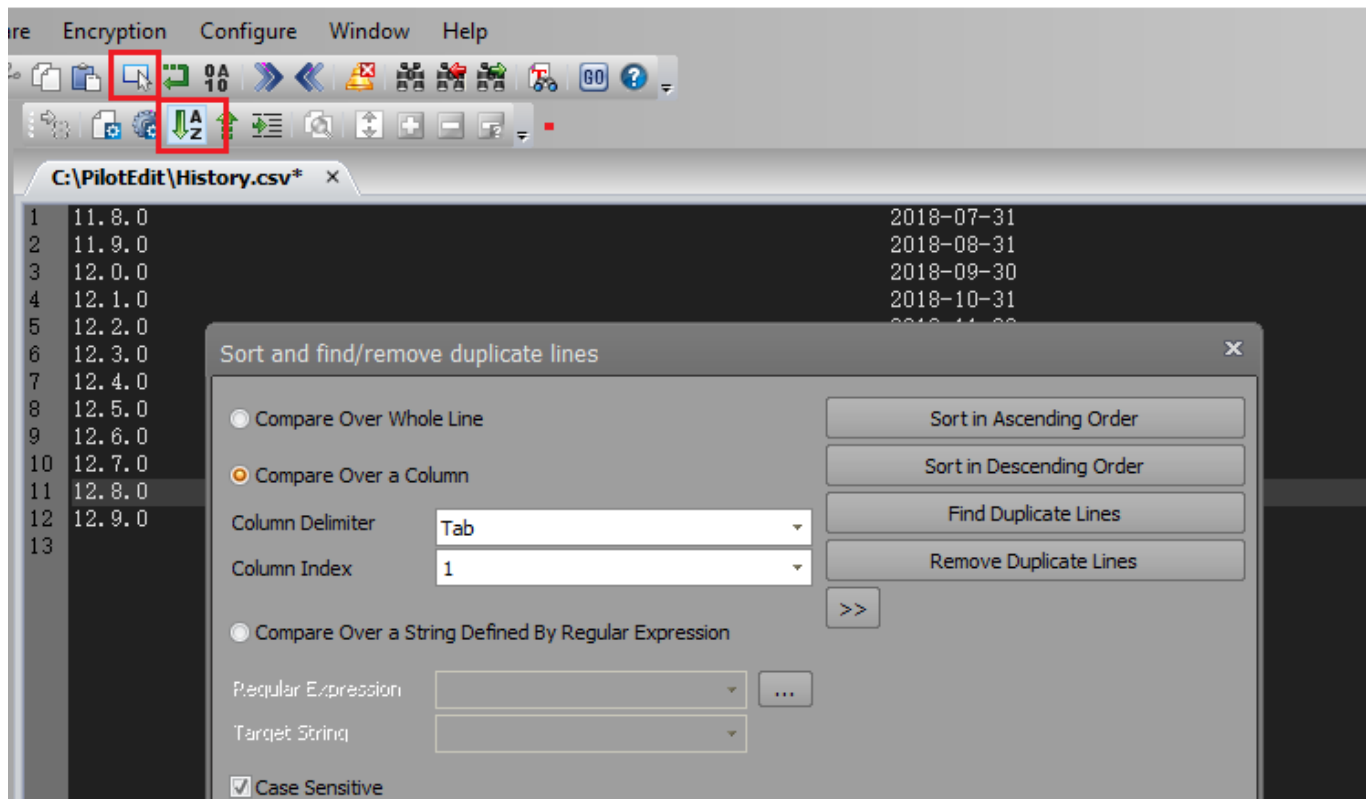 Encryption Configure Window Help
GO
C:\PilotEdit\History.csv* ×
1 11.8.0 2018-07-31
2 11.9.0 2018-08-31
3 12.0.0 2018-09-30
4 12.1.0 2018-10-31
5 12.2.0
6 12.3.0
7 12.4.0
8 12.5.0
9 12.6.0
10 12.7.0
11 12.8.0
12 12.9.0
13
Sort and find/remove duplicate lines
Compare Over Whole Line
Sort in Ascending Order
Compare Over a Column
Sort in Descending Order
Column Delimiter Tab
Find Duplicate Lines
Column Index 1
Remove Duplicate Lines
>>
Compare Over a String Defined By Regular Expression
Regular Expression ...
Target String
Case Sensitive